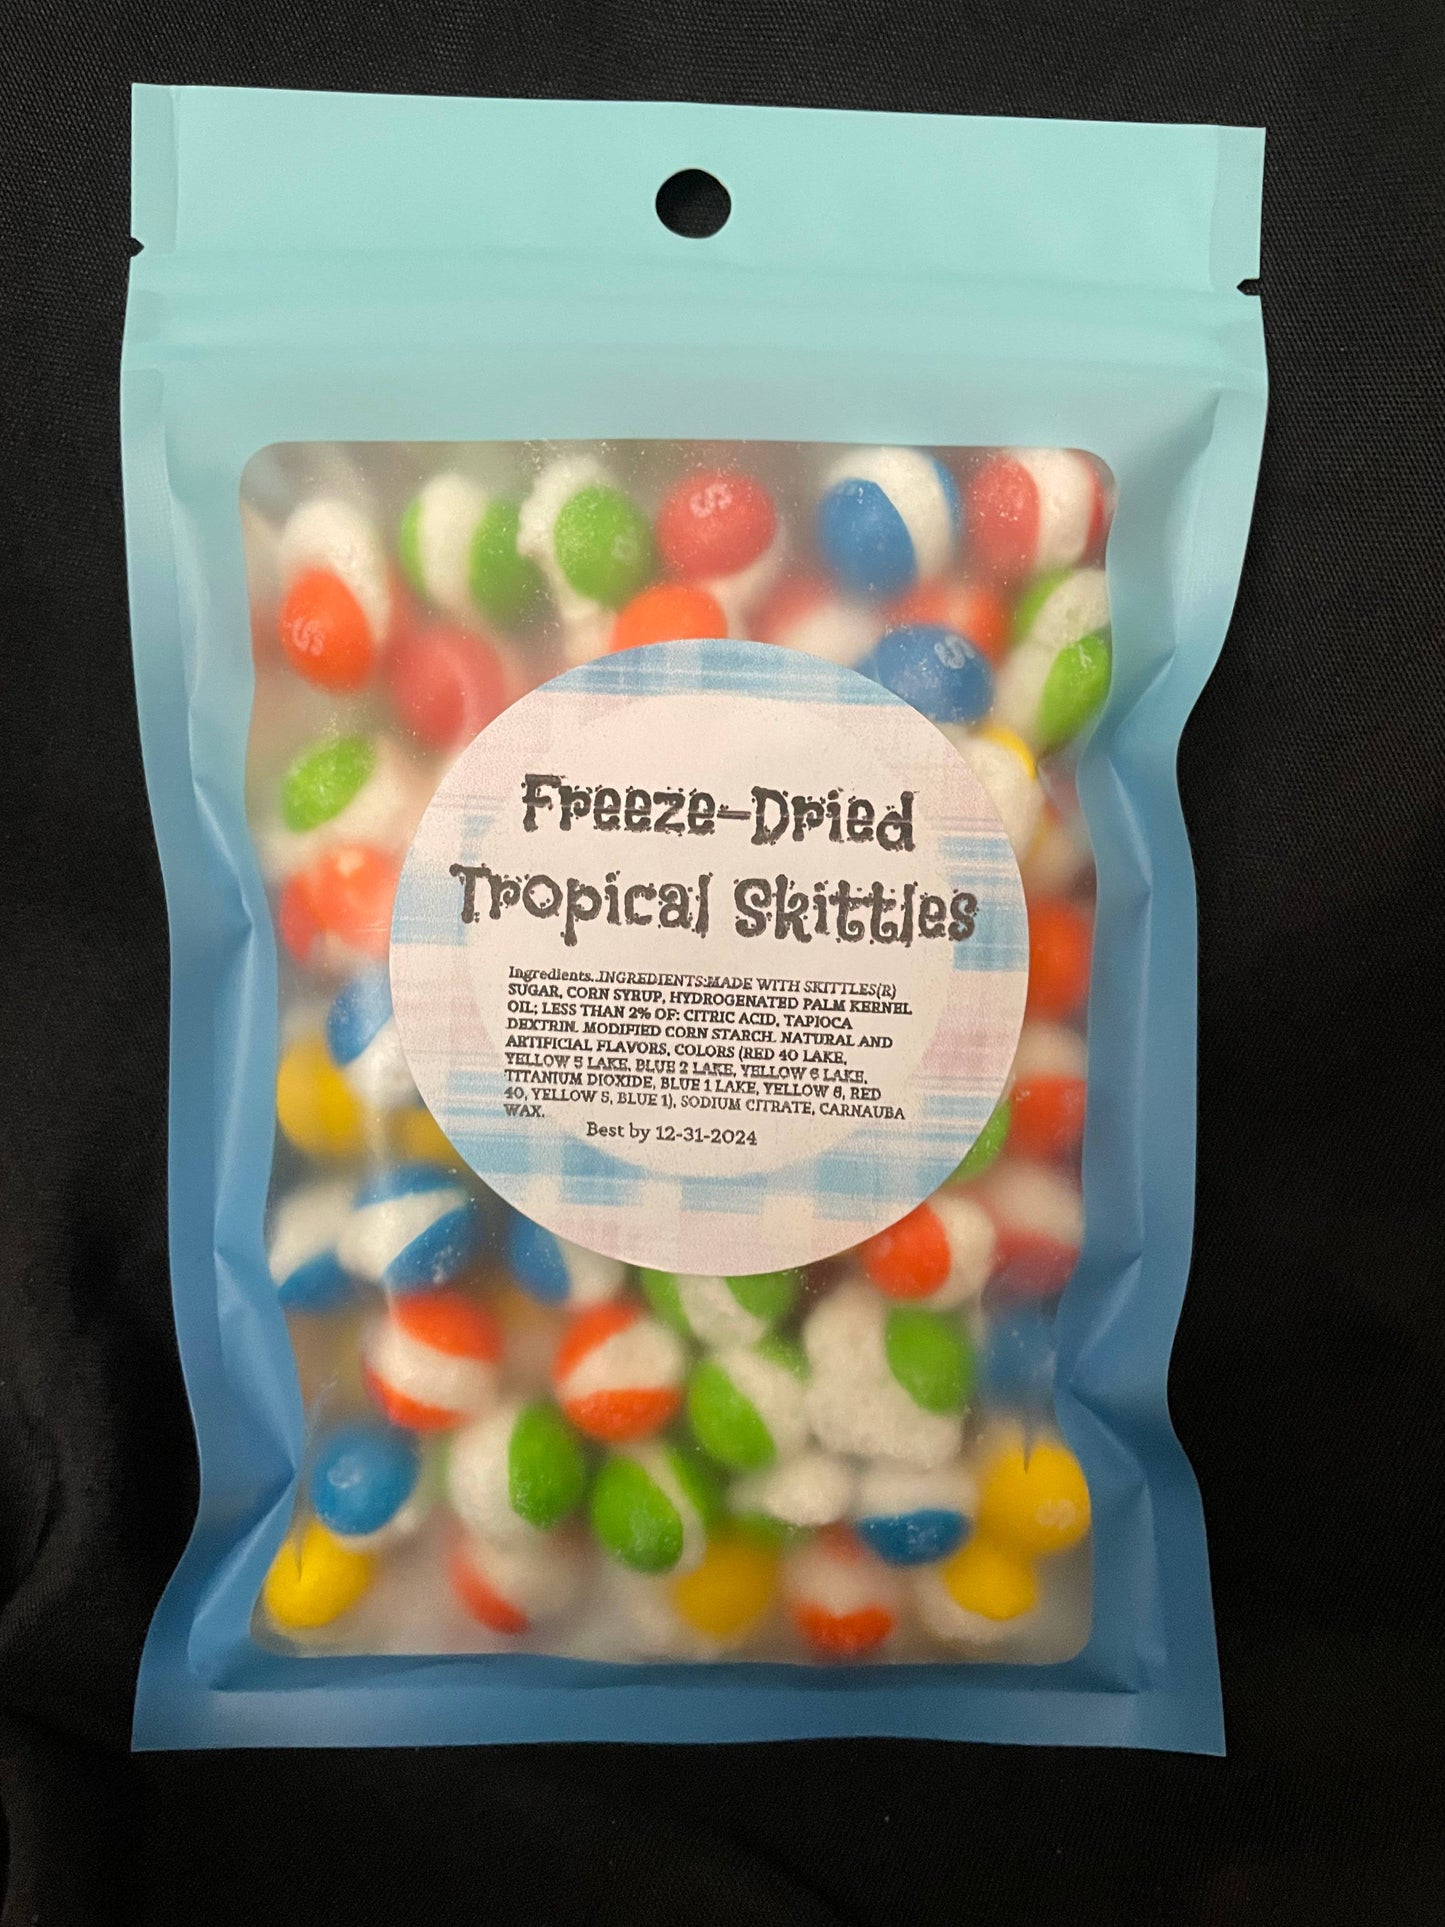 Freeze-Dried
Tropical Skittles
Ingredients..INGREDIENTS:MADE WITH SKITTLES(R)
SUGAR, CORN SYRUP, HYDROGENATED PALM KERNEL
OIL; LESS THAN 2% OF: CITRIC ACID, TAPIOCA
DEXTRIN, MODIFIED CORN STARCH, NATURAL AND
ARTIFICIAL FLAVORS, COLORS (RED 40 LAKE,
YELLOW 5 LAKE, BLUE 2 LAKE, YELLOW 6 LAKE,
TITANIUM DIOXIDE, BLUE 1 LAKE, YELLOW 6, RED
40, YELLOW 5, BLUE 1), SODIUM CITRATE, CARNAUBA
WAX.
Best by 12-31-2024